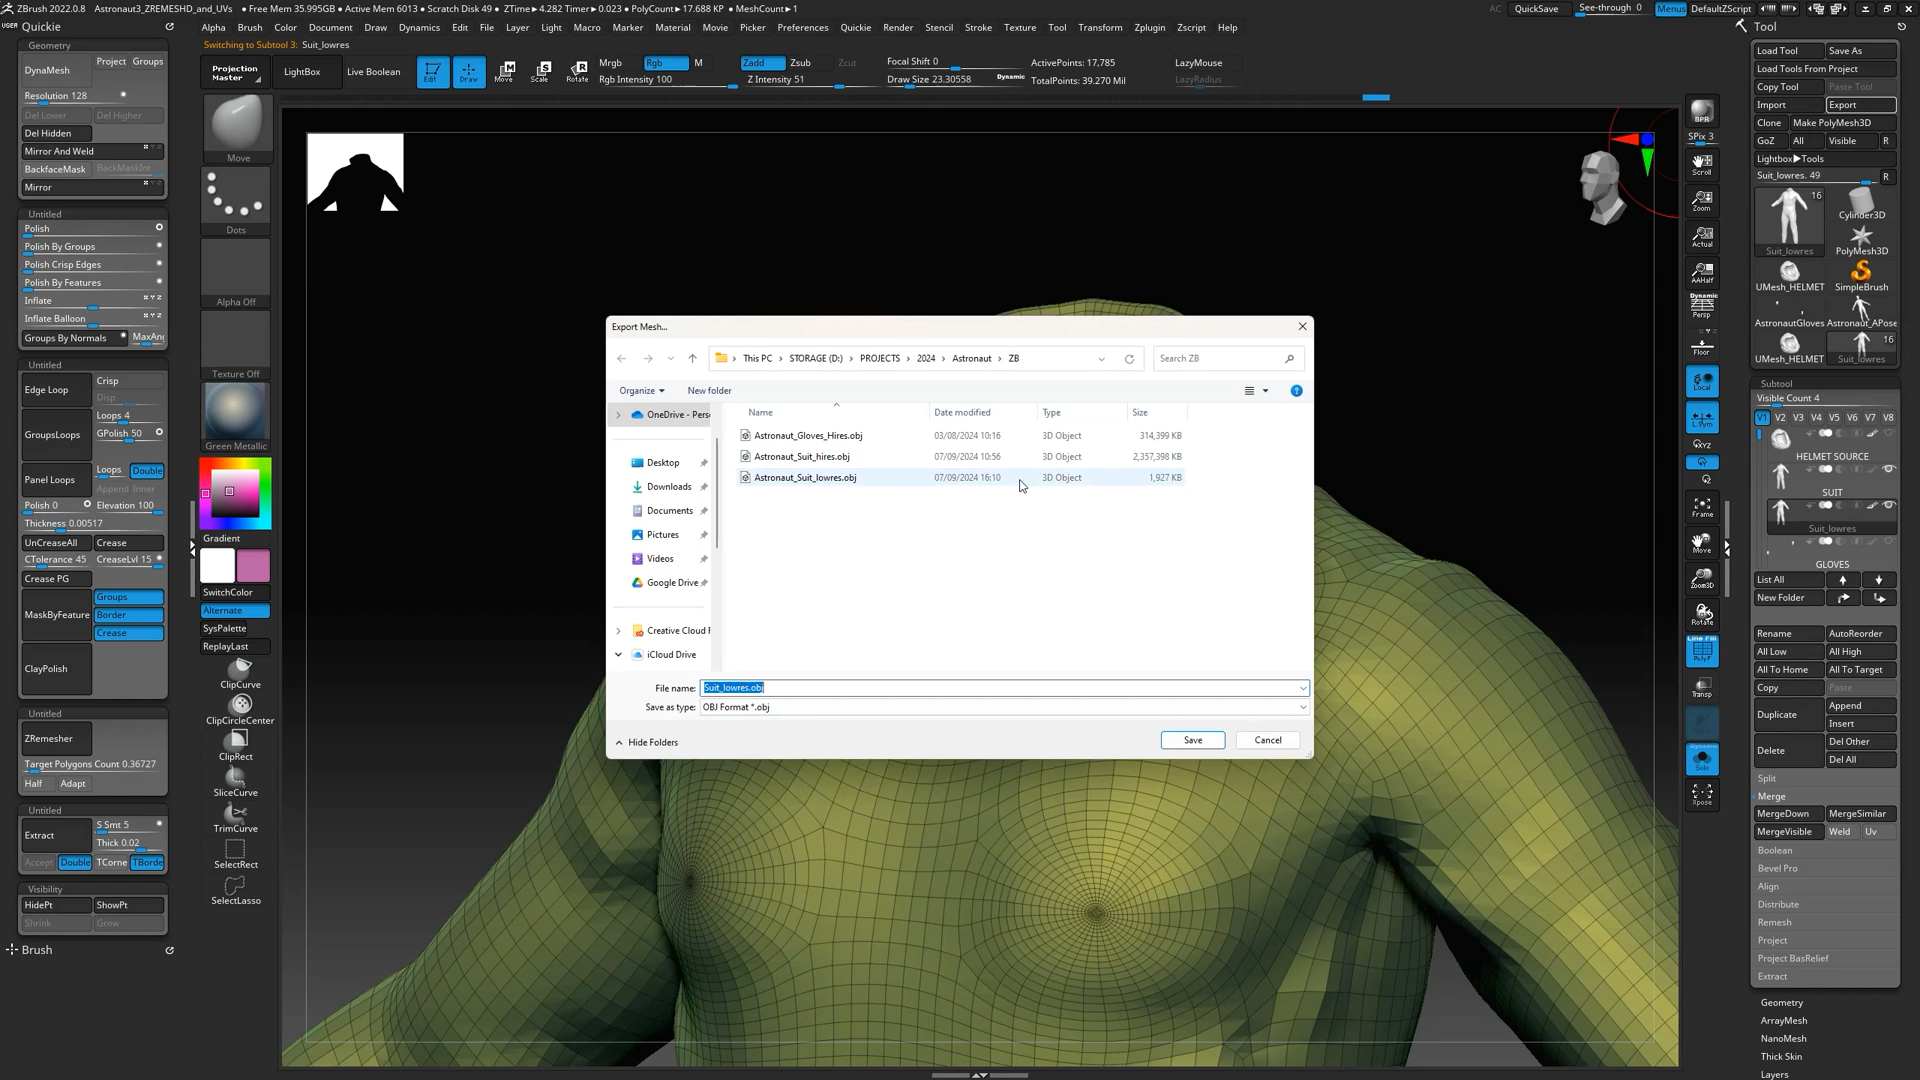 ZBrush 2022.0.8 Astronaut3_ZREMESHD_and_UVs • Free Mem 35.995GB • Active Mem 6013 • Scratch Disk 49 • ZTime►4.282 Timer►0.023 • PolyCount►17.688 KP • MeshCount►1 AC QuickSave See-through 0 Menus DefaultZScript
USER Quickie Alpha Brush Color Document Draw Dynamics Edit File Layer Light Macro Marker Material Movie Picker Preferences Quickie Render Stencil Stroke Texture Tool Transform Zplugin Zscript Help Tool
Switching to Subtool 3: Suit_lowres
Geometry
DynaMesh Project Groups
Resolution 128
Del Lower Del Higher
Del Hidden
Mirror And Weld
BackfaceMask BackMaskInt
Mirror
Untitled
Polish
Polish By Groups
Polish Crisp Edges
Polish By Features
Inflate
Inflate Balloon
Groups By Normals MaxAng
Untitled
Edge Loop Crisp
Disp
Loops 4
GroupsLoops GPolish 50
Panel Loops Loops Double
Append Inner
Polish 0 Elevation 100
Thickness 0.00517
UnCreaseAll Crease
CTolerance 45 CreaseLvl 15
Crease PG
MaskByFeature Groups
Border
Crease
ClayPolish
Untitled
ZRemesher
Target Polygons Count 0.36727
Half Adapt
Untitled
Extract S Smt 5
Thick 0.02
Accept Double TCorne TBorde
Visibility
HidePt ShowPt
Shrink Grow
Brush
Projection Master LightBox Live Boolean Edit Draw Move Scale Rotate
Mrgb Rgb M Zadd Zsub Zcut Focal Shift 0 ActivePoints: 17,785 LazyMouse
Rgb Intensity 100 Z Intensity 51 Draw Size 23.30558 Dynamic TotalPoints: 39.270 Mil LazyRadius
Move
Dots
Alpha Off
Texture Off
Green Metallic
Gradient
SwitchColor
Alternate
SysPalette
ReplayLast
ClipCurve
ClipCircleCenter
ClipRect
SliceCurve
TrimCurve
SelectRect
SelectLasso
Export Mesh...
This PC STORAGE (D:) PROJECTS 2024 Astronaut ZB Search ZB
Organize New folder
Name Date modified Type Size
Astronaut_Gloves_Hires.obj 03/08/2024 10:16 3D Object 314,399 KB
Astronaut_Suit_hires.obj 07/09/2024 10:56 3D Object 2,357,398 KB
Astronaut_Suit_lowres.obj 07/09/2024 16:10 3D Object 1,927 KB
OneDrive - Pers
Desktop
Downloads
Documents
Pictures
Videos
Google Drive
Creative Cloud F
iCloud Drive
File name: Suit_lowres.obj
Save as type: OBJ Format *.obj
Hide Folders Save Cancel
BPR
SPix 3
Scroll
Zoom
Actual
AAHalf
Dynamic
Persp
Floor
Local
L.Sym
Frame
Move
Zoom3D
Rotate
Line Fill
PolyF
Transp
Dynamic
Solo
Xpose
Load Tool Save As
Load Tools From Project
Copy Tool Paste Tool
Import Export
Clone Make PolyMesh3D
GoZ All Visible R
Lightbox►Tools
Suit_lowres. 49 R
16 Cylinder3D
Suit_lowres PolyMesh3D
UMesh_HELMET SimpleBrush
AstronautGloves Astronaut_APose
16
UMesh_HELMET Suit_lowres
Subtool
Visible Count 4
V1 V2 V3 V4 V5 V6 V7 V8
HELMET SOURCE
SUIT
Suit_lowres
GLOVES
List All
New Folder
Rename AutoReorder
All Low All High
All To Home All To Target
Copy Paste
Duplicate Append
Insert
Delete Del Other
Del All
Split
Merge
MergeDown MergeSimilar
MergeVisible Weld Uv
Boolean
Bevel Pro
Align
Distribute
Remesh
Project
Project BasRelief
Extract
Geometry
ArrayMesh
NanoMesh
Thick Skin
Layers